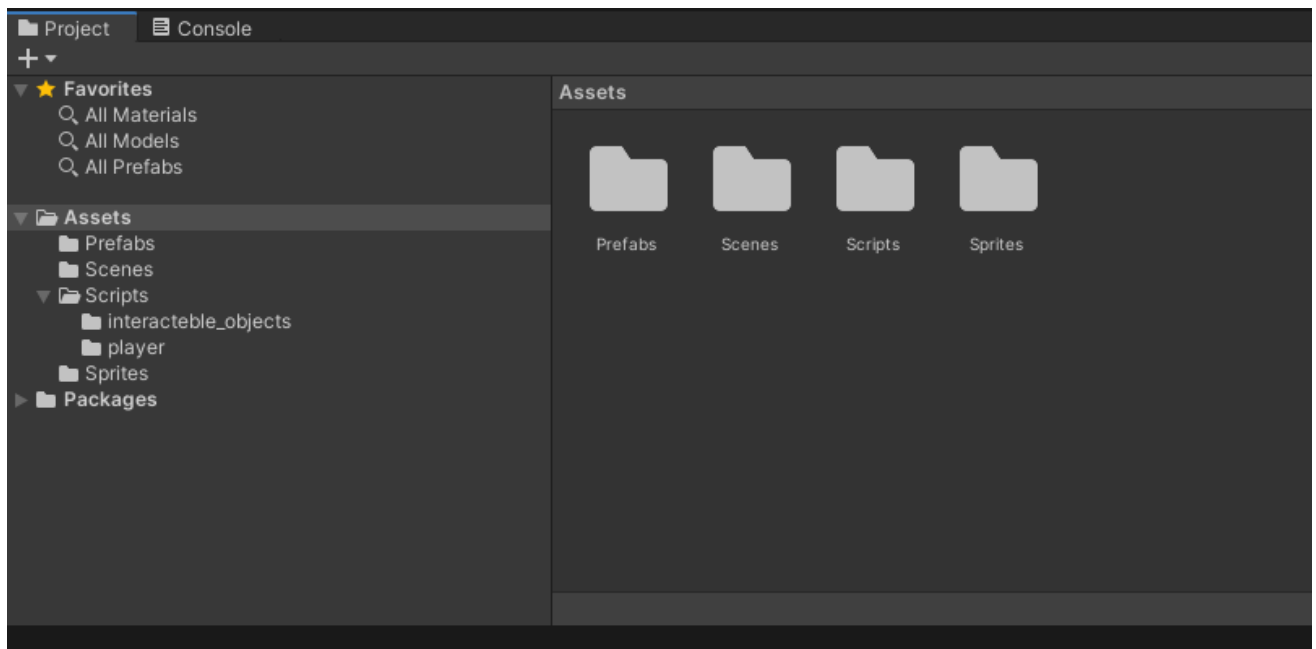 Project Console
Favorites
All Materials
All Models
All Prefabs
Assets
Prefabs
Scenes
Scripts
interacteble_objects
player
Sprites
Packages
Assets
Prefabs Scenes Scripts Sprites